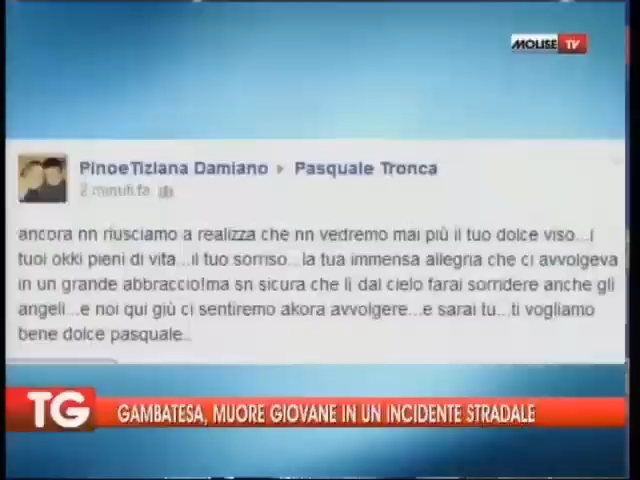 MOLISE TV
PinoeTiziana Damiano ▸ Pasquale Tronca
2 minuti fa
ancora nn riusciamo a realizza che nn vedremo mai più il tuo dolce viso...i
tuoi okki pieni di vita...il tuo sorriso...la tua immensa allegria che ci avvolgeva
in un grande abbraccio!ma sn sicura che lì dal cielo farai sorridere anche gli
angeli...e noi qui giù ci sentiremo akora avvolgere...e sarai tu...ti vogliamo
bene dolce pasquale..
TG
GAMBATESA, MUORE GIOVANE IN UN INCIDENTE STRADALE